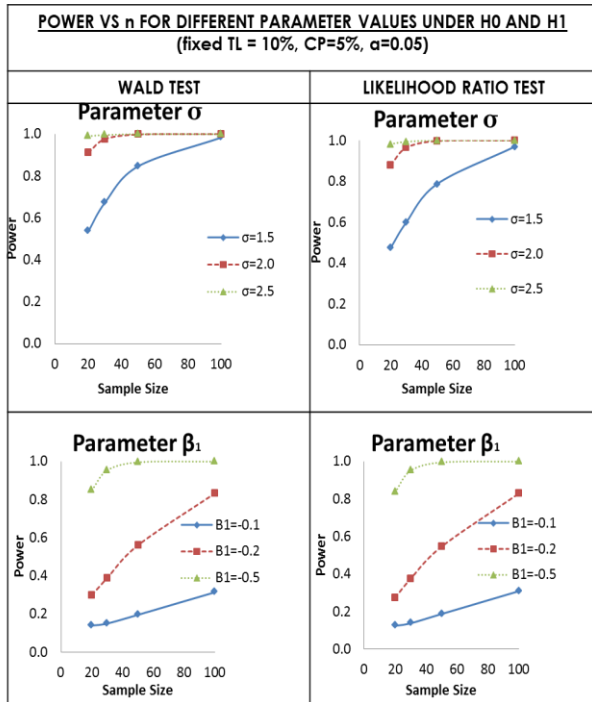 POWER VS n FOR DIFFERENT PARAMETER VALUES UNDER H0 AND H1
(fixed TL = 10%, CP=5%, α=0.05)
WALD TEST
LIKELIHOOD RATIO TEST
Parameter σ
1.0
0.8
0.6
0.4
0.2
0.0
Power
σ=1.5
σ=2.0
σ=2.5
0 20 40 60 80 100
Sample Size
Parameter σ
1.0
0.8
0.6
0.4
0.2
0.0
Power
σ=1.5
σ=2.0
σ=2.5
0 20 40 60 80 100
Sample Size
Parameter β₁
1.0
0.8
0.6
0.4
0.2
0.0
Power
B1=-0.1
B1=-0.2
B1=-0.5
0 20 40 60 80 100
Sample Size
Parameter β₁
1.0
0.8
0.6
0.4
0.2
0.0
Power
B1=-0.1
B1=-0.2
B1=-0.5
0 20 40 60 80 100
Sample Size